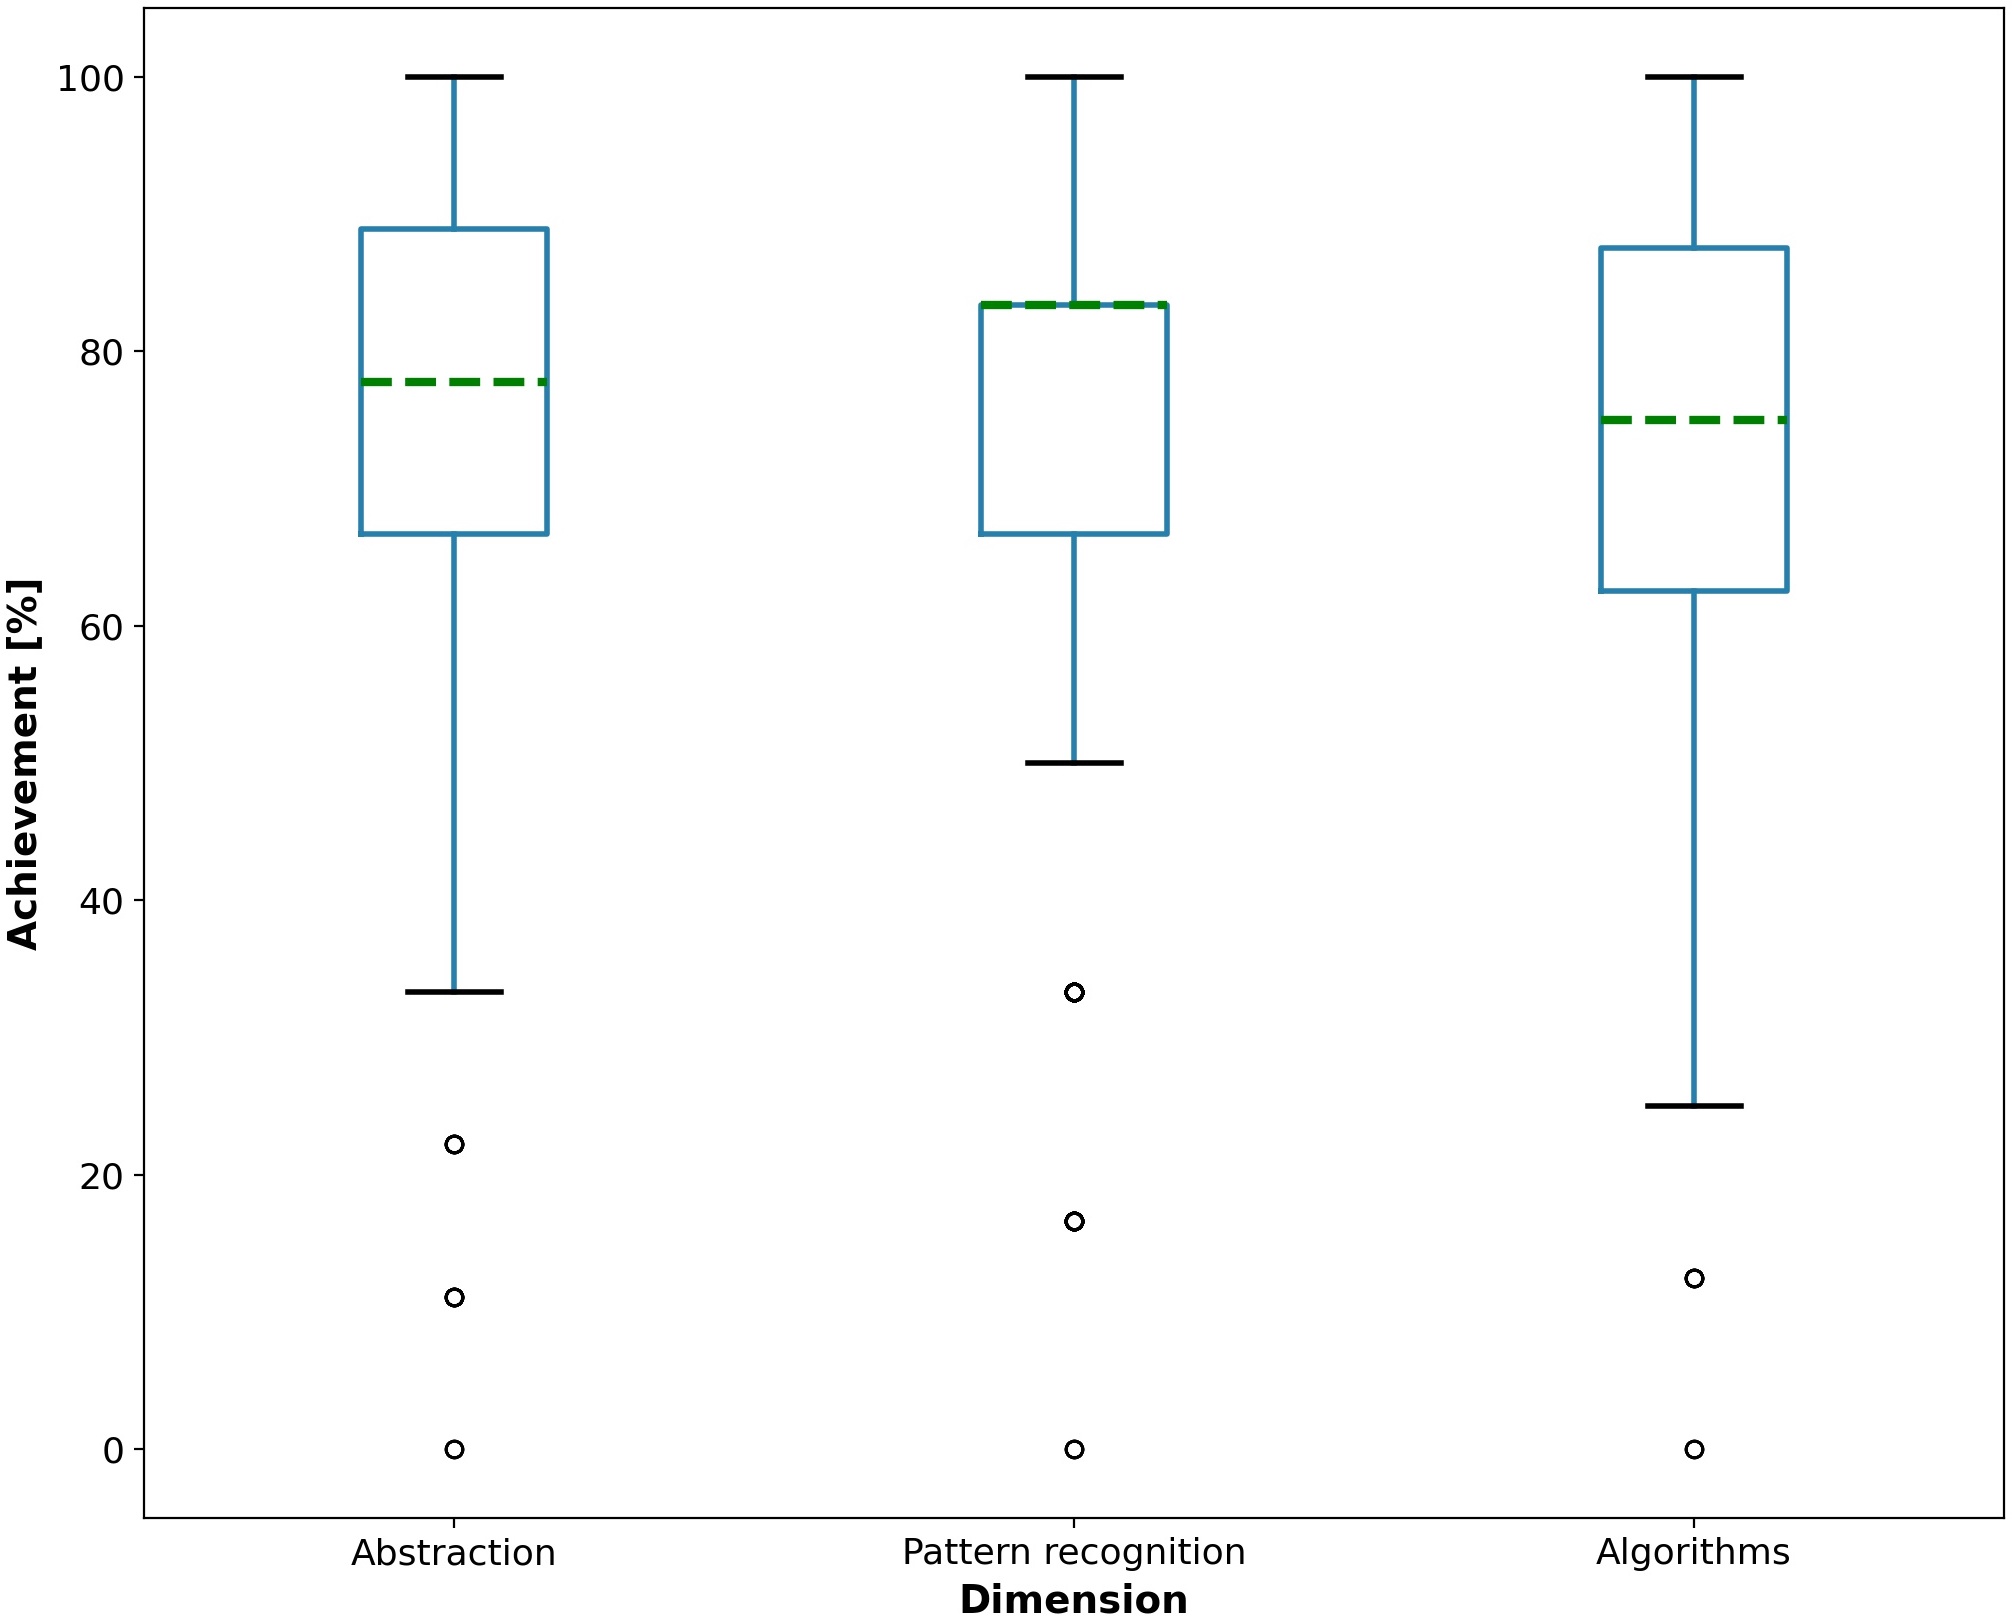 Achievement [%]
100
80
60
40
20
0
Abstraction
Pattern recognition
Algorithms
Dimension